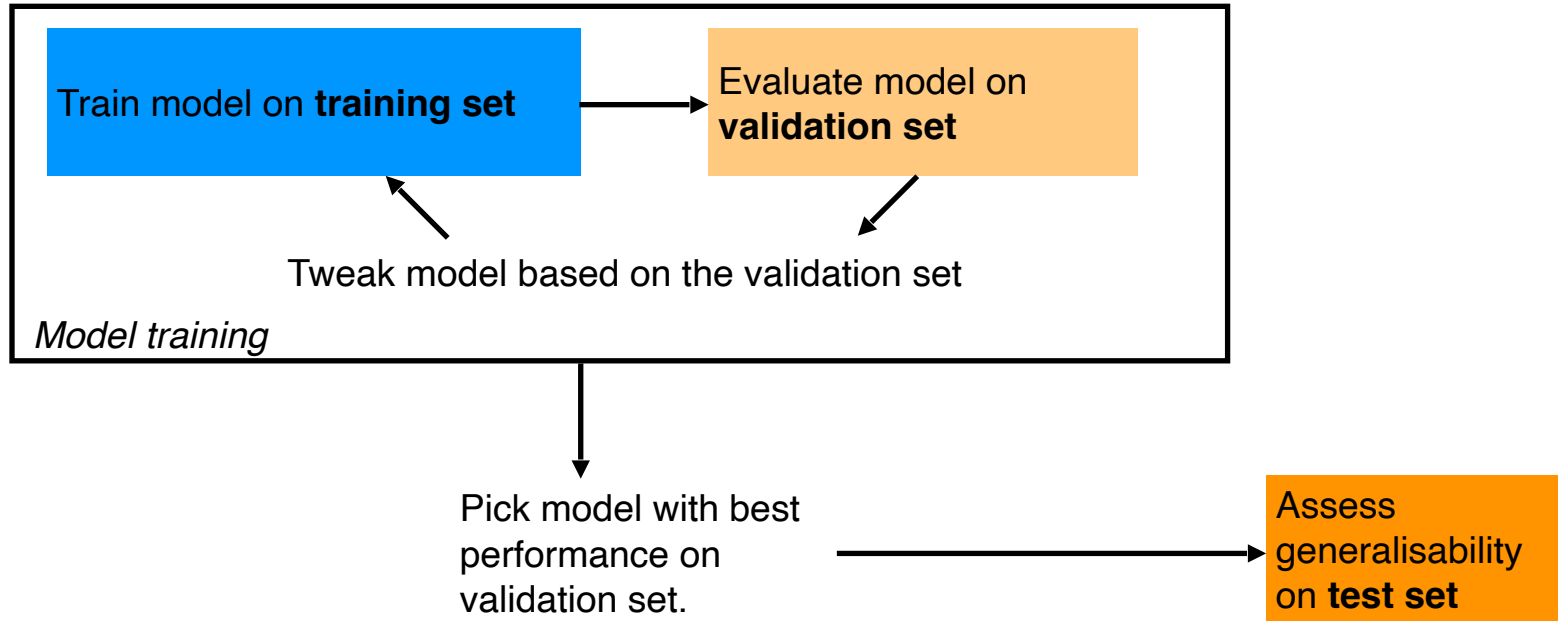 Train model on training set
Evaluate model on
validation set
Tweak model based on the validation set
Model training
Pick model with best
performance on
validation set.
Assess
generalisability
on test set